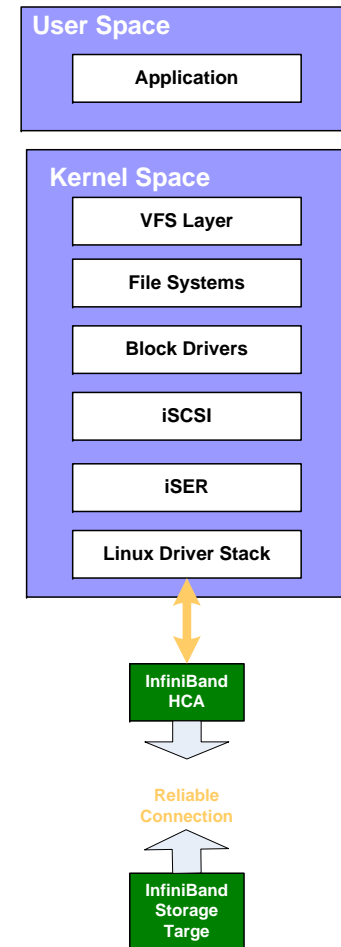 User Space
Application
Kernel Space
VFS Layer
File Systems
Block Drivers
iSCSI
iSER
Linux Driver Stack
InfiniBand
HCA
Reliable
Connection
InfiniBand
Storage
Targe